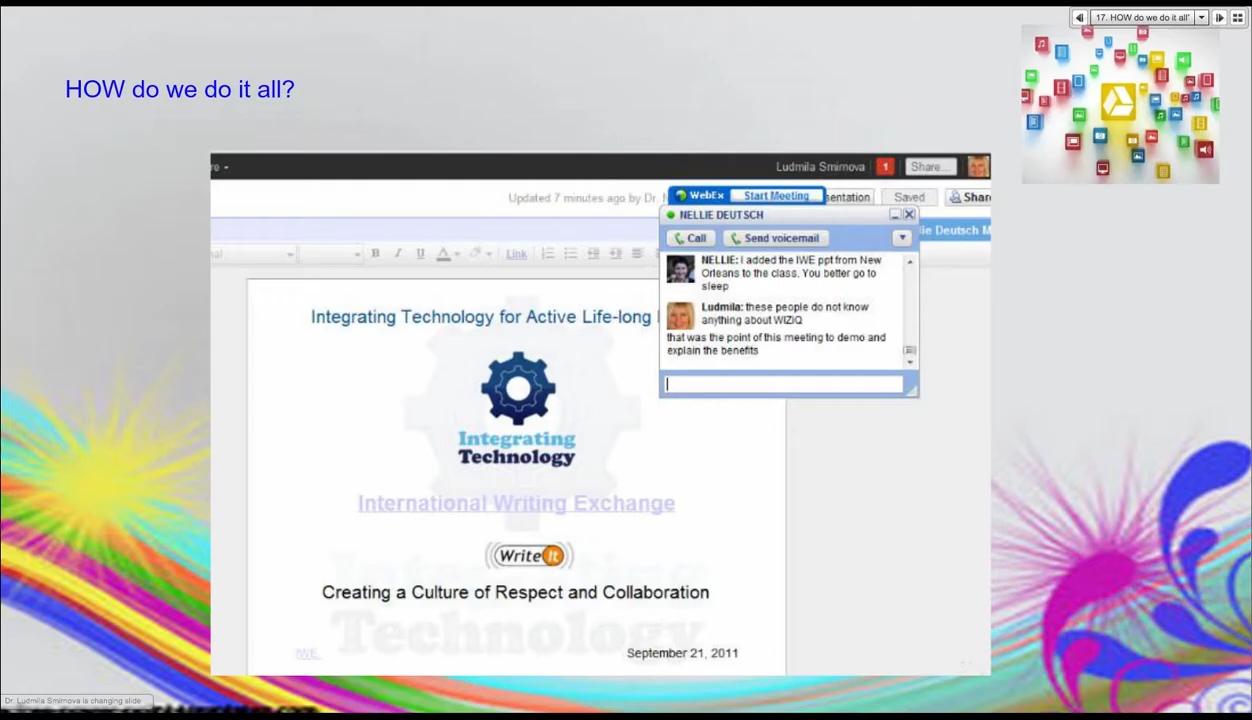 17. HOW do we do it all'
HOW do we do it all?
re
Ludmila Smirnova 1 Share...
Updated 7 minutes ago by Dr.
WebEx Start Meeting
sentation Saved Share
NELLIE DEUTSCH
lie Deutsch M
Call Send voicemail
B I U A Link
NELLIE: i added the IWE ppt from New
Orleans to the class. You better go to
sleep
Ludmila: these people do not know
anything about WIZIQ
that was the point of this meeting to demo and
explain the benefits
Integrating Technology for Active Life-long
Integrating
Technology
International Writing Exchange
Write It
Creating a Culture of Respect and Collaboration
IWE
September 21, 2011
Dr. Ludmila Smirnova is changing slide